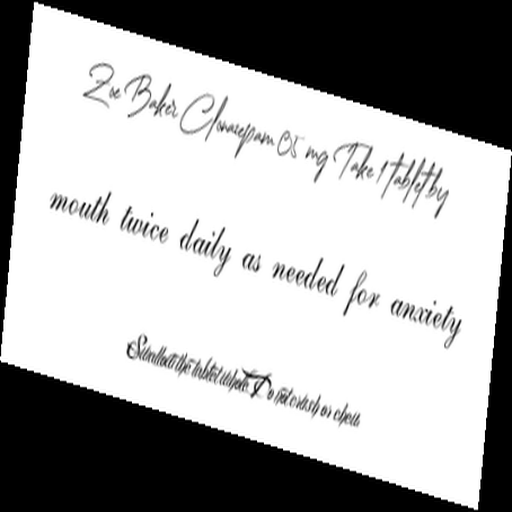 Zoe Baker Clonazepam 0.5 mg Take 1 tablet by
mouth twice daily as needed for anxiety
Swallow the tablet whole. Do not crush or chew